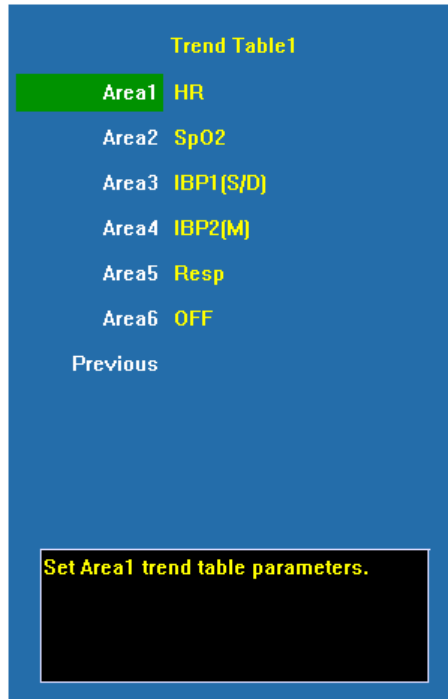 Trend Table1
Area1 HR
Area2 SpO2
Area3 IBP1(S/D)
Area4 IBP2(M)
Area5 Resp
Area6 OFF
Previous
Set Area1 trend table parameters.